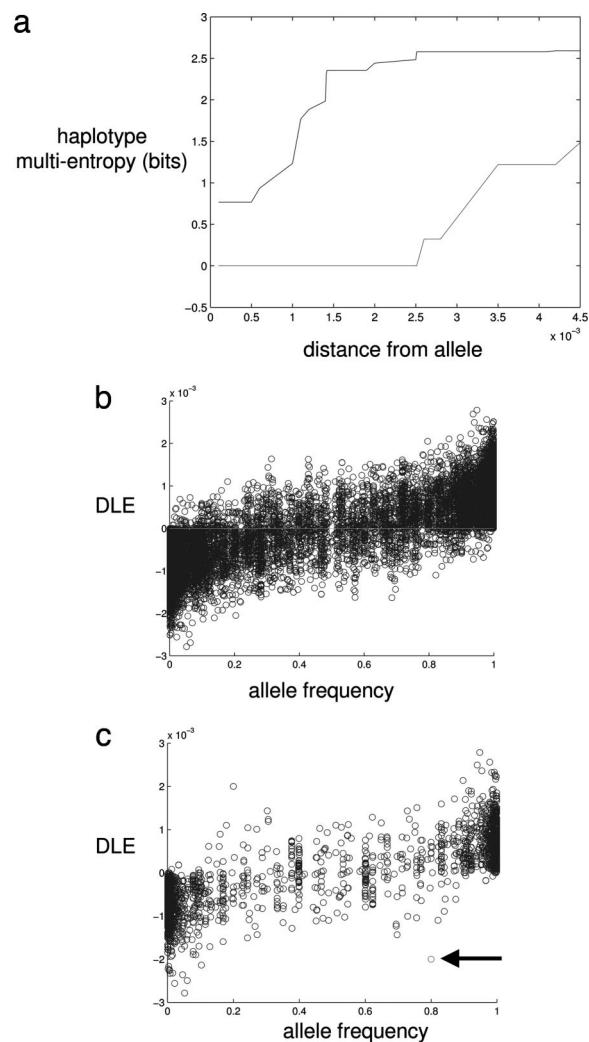 a
3
2.5
2
1.5
1
0.5
0
-0.5
haplotype
multi-entropy (bits)
0 0.5 1 1.5 2 2.5 3 3.5 4 4.5
x 10⁻³
distance from allele
b
x 10⁻³
3
2
1
0
-1
-2
-3
DLE
0 0.2 0.4 0.6 0.8 1
allele frequency
c
x 10⁻³
3
2
1
0
-1
-2
-3
DLE
0 0.2 0.4 0.6 0.8 1
allele frequency